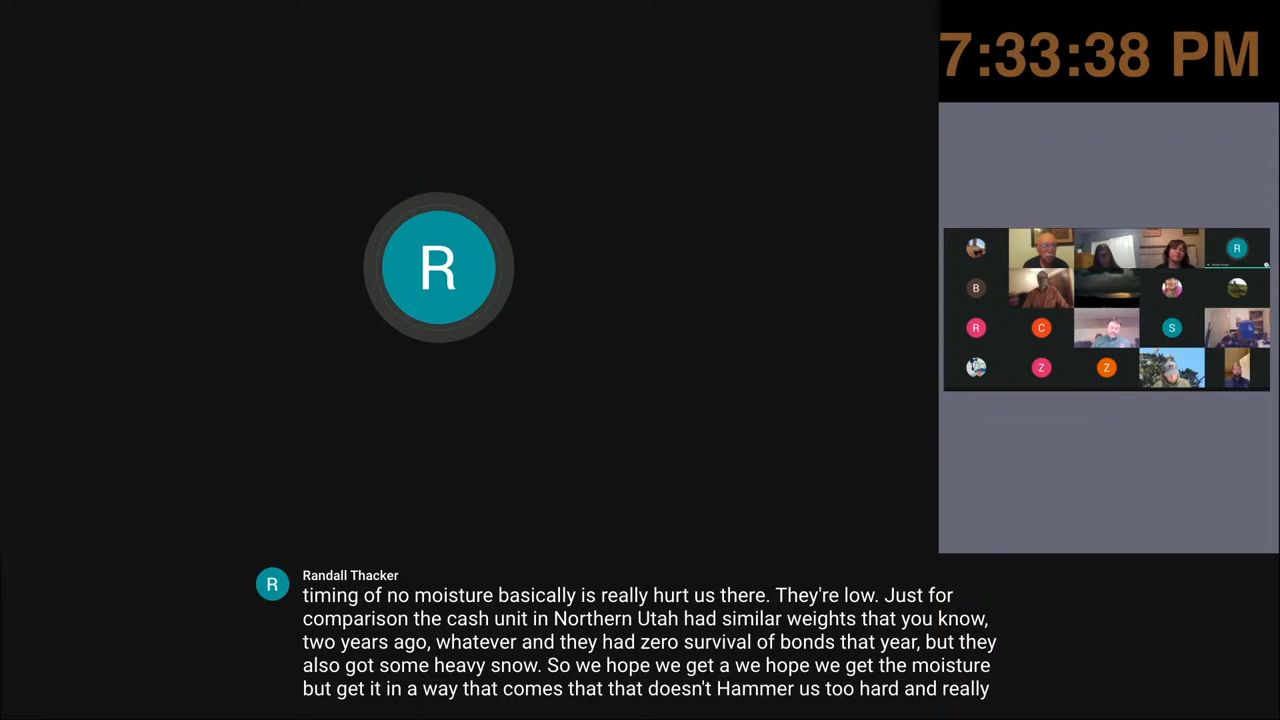 7:33:38 PM
R
R
B
R
C
S
Z
Z
R
Randall Thacker
timing of no moisture basically is really hurt us there. They're low. Just for
comparison the cash unit in Northern Utah had similar weights that you know,
two years ago, whatever and they had zero survival of bonds that year, but they
also got some heavy snow. So we hope we get a we hope we get the moisture
but get it in a way that comes that that doesn't Hammer us too hard and really